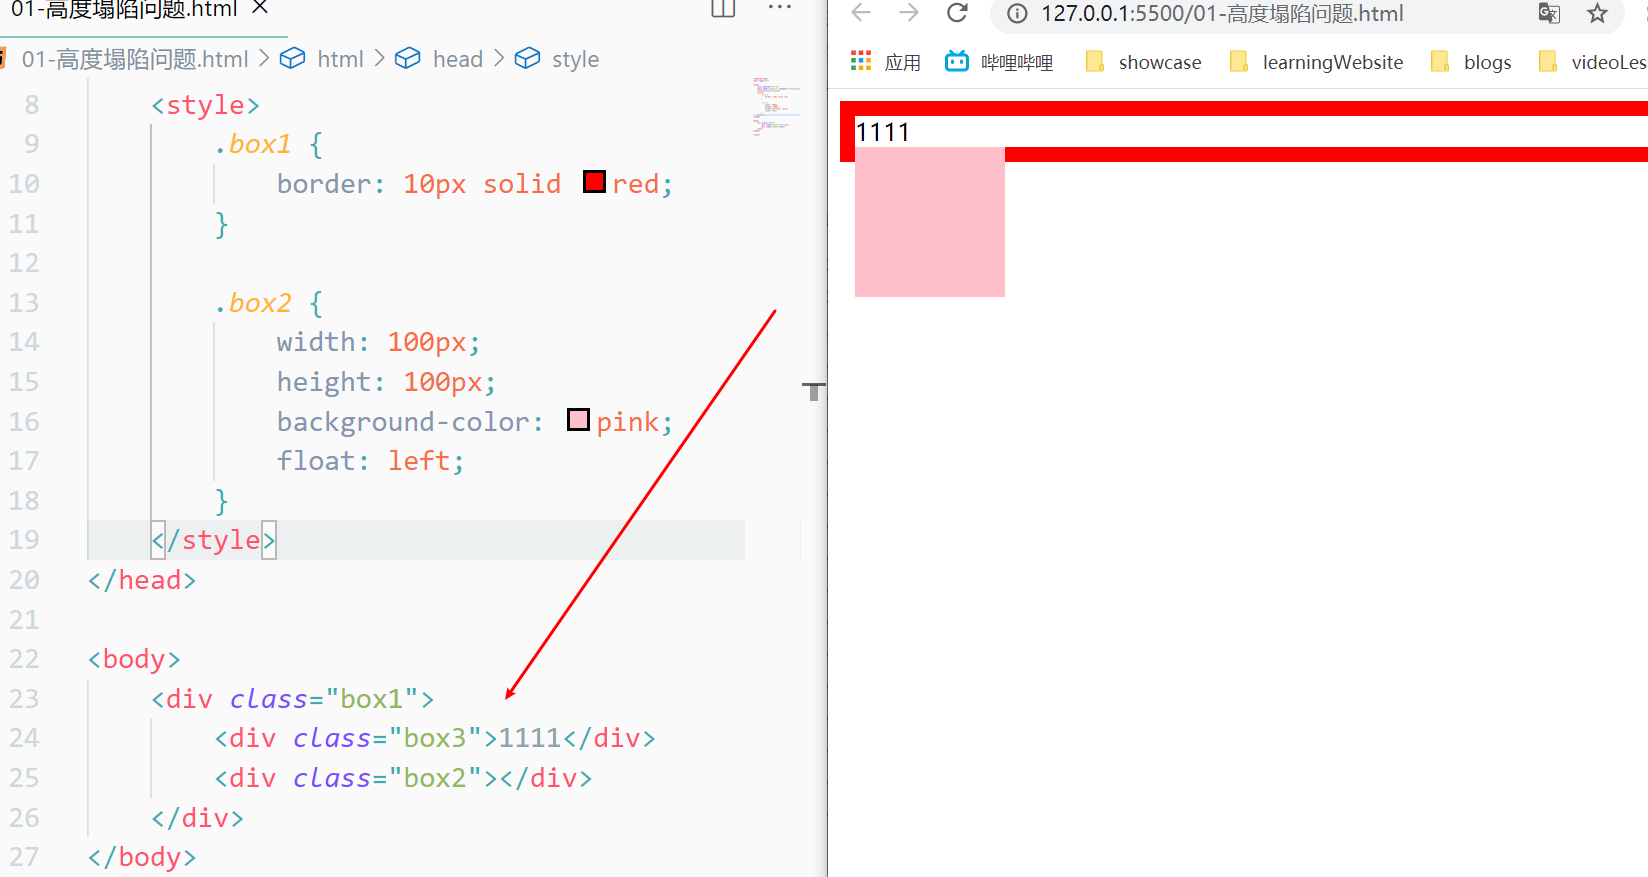 01-高度塌陷问题.html ×
01-高度塌陷问题.html > html > head > style
8 <style>
9 .box1 {
10 border: 10px solid red;
11 }
12
13 .box2 {
14 width: 100px;
15 height: 100px;
16 background-color: pink;
17 float: left;
18 }
19 </style>
20 </head>
21
22 <body>
23 <div class="box1">
24 <div class="box3">1111</div>
25 <div class="box2"></div>
26 </div>
27 </body>
127.0.0.1:5500/01-高度塌陷问题.html
应用 哔哩哔哩 showcase learningWebsite blogs videoLes
1111